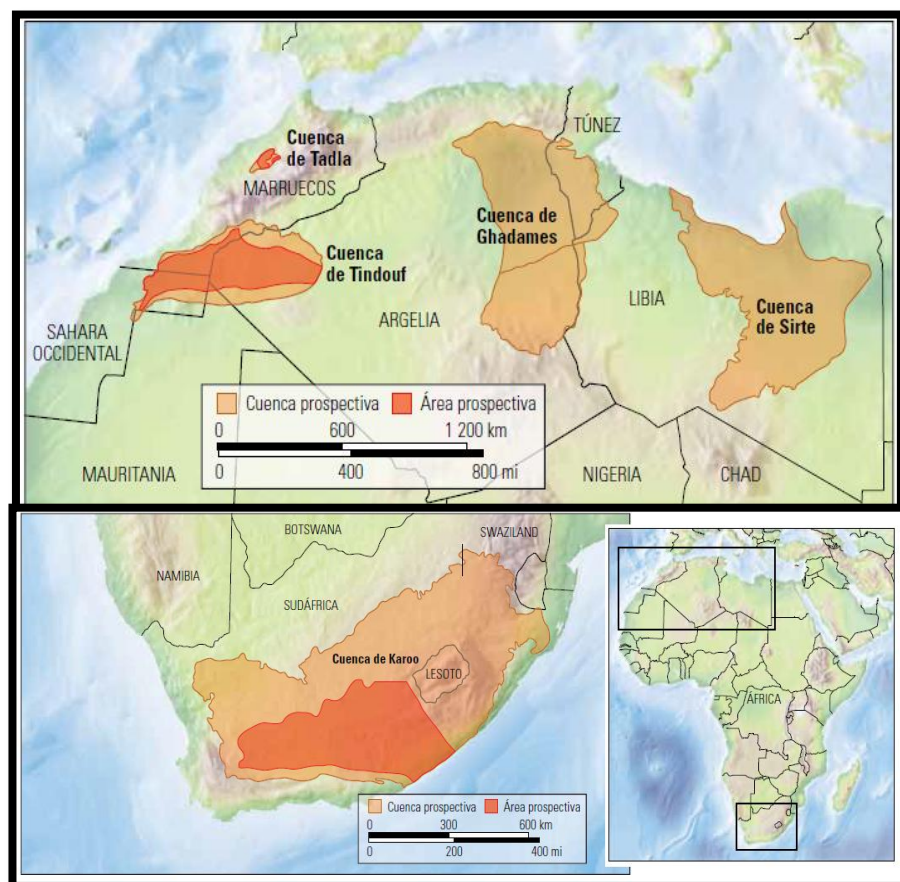 TÚNEZ
Cuenca
de Tadla
MARRUECOS
Cuenca de
Ghadames
Cuenca
de Tindouf
LIBIA
Cuenca
de Sirte
ARGELIA
SAHARA
OCCIDENTAL
Cuenca prospectiva
Área prospectiva
0 600 1 200 km
0 400 800 mi
MAURITANIA
NIGERIA
CHAD
BOTSWANA
SWAZILAND
NAMIBIA
SUDÁFRICA
Cuenca de Karoo
LESOTO
ÁFRICA
Cuenca prospectiva
Área prospectiva
0 300 600 km
0 200 400 mi